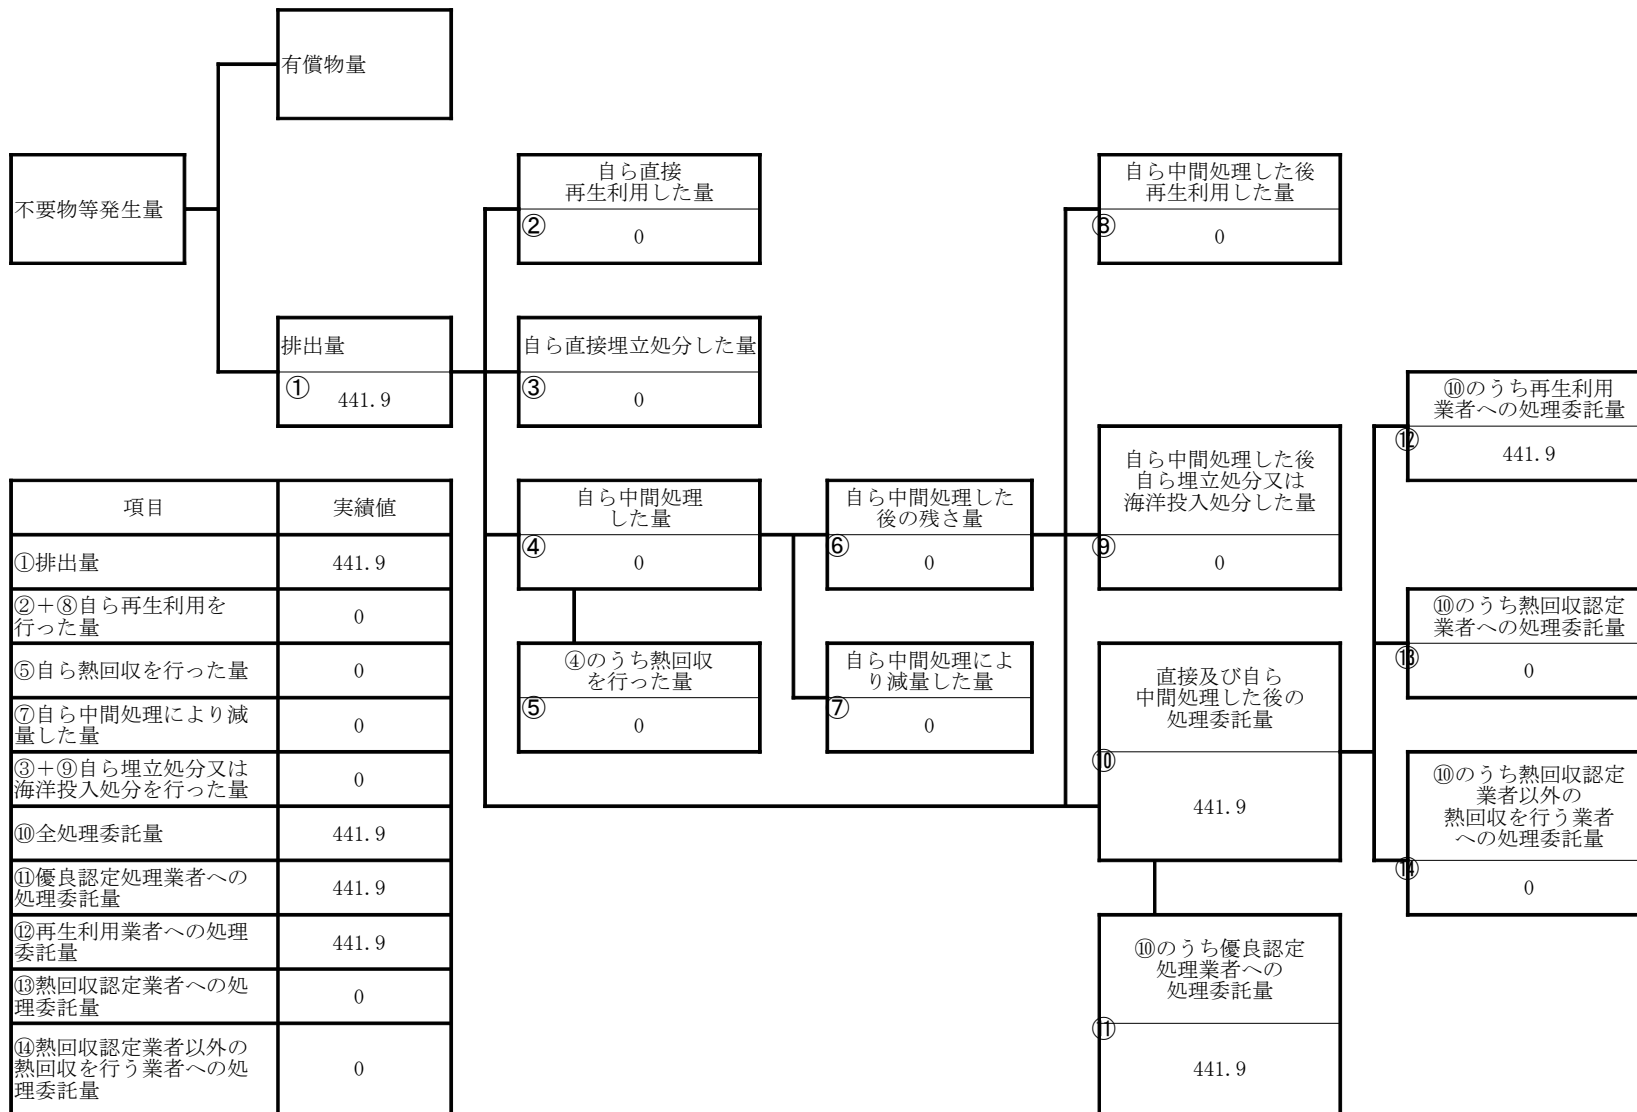 有償物量
不要物等発生量
自ら直接
再生利用した量
②
0
自ら中間処理した後
再生利用した量
⑧
0
排出量
①
441.9
自ら直接埋立処分した量
③
0
⑩のうち再生利用
業者への処理委託量
⑫
441.9
自ら中間処理した後
自ら埋立処分又は
海洋投入処分した量
⑨
0
自ら中間処理
した量
④
0
自ら中間処理した
後の残さ量
⑥
0
⑩のうち熱回収認定
業者への処理委託量
⑬
0
④のうち熱回収
を行った量
⑤
0
自ら中間処理によ
り減量した量
⑦
0
直接及び自ら
中間処理した後の
処理委託量
⑩
441.9
⑩のうち熱回収認定
業者以外の
熱回収を行う業者
への処理委託量
⑭
0
⑩のうち優良認定
処理業者への
処理委託量
⑪
441.9
項目 実績値
①排出量 441.9
②+⑧自ら再生利用を
行った量 0
⑤自ら熱回収を行った量 0
⑦自ら中間処理により減
量した量 0
③+⑨自ら埋立処分又は
海洋投入処分を行った量 0
⑩全処理委託量 441.9
⑪優良認定処理業者への
処理委託量 441.9
⑫再生利用業者への処理
委託量 441.9
⑬熱回収認定業者への処
理委託量 0
⑭熱回収認定業者以外の
熱回収を行う業者への処
理委託量 0